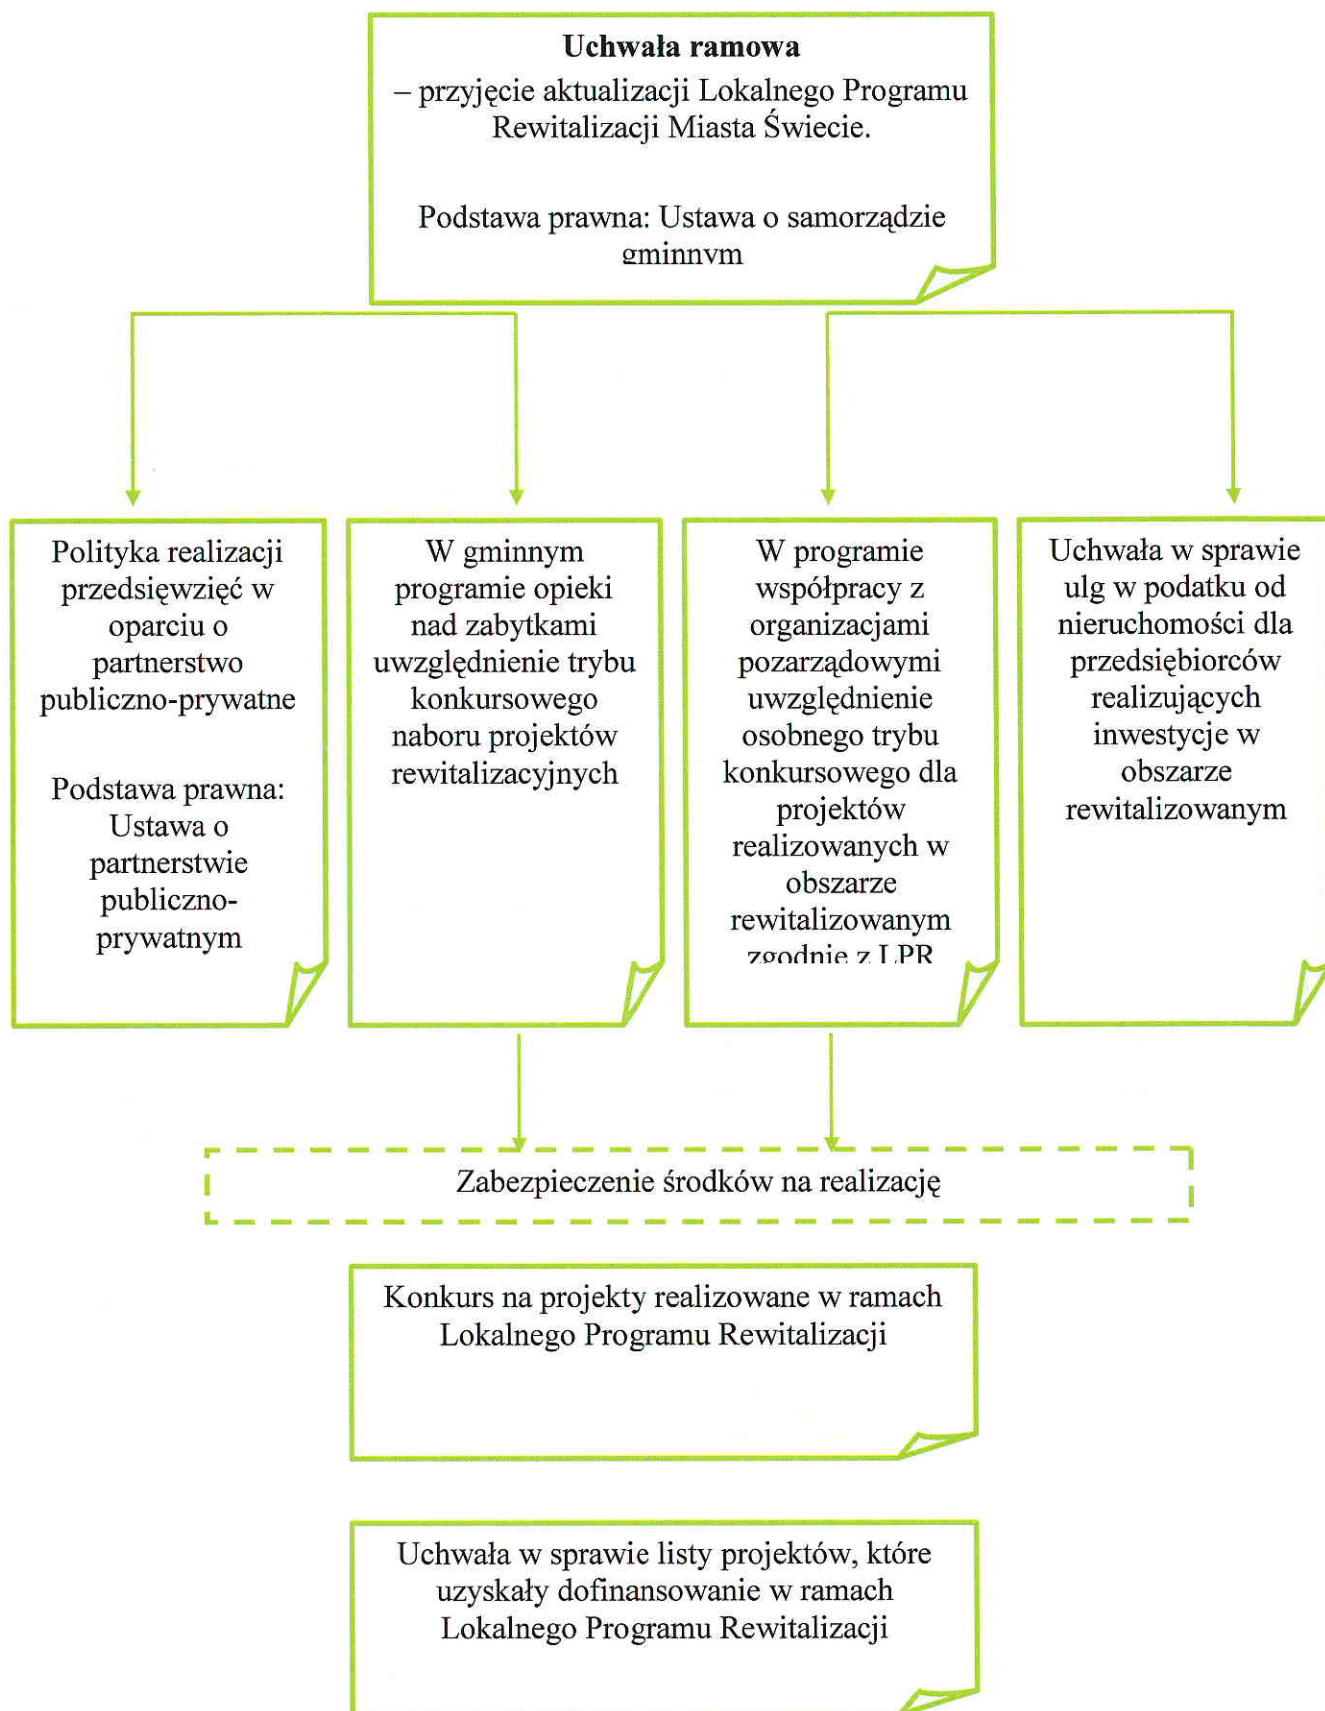 Uchwała ramowa
– przyjęcie aktualizacji Lokalnego Programu
Rewitalizacji Miasta Świecie.
Podstawa prawna: Ustawa o samorządzie
gminnym
Polityka realizacji
przedsięwzięć w
oparciu o
partnerstwo
publiczno-prywatne
Podstawa prawna:
Ustawa o
partnerstwie
publiczno-
prywatnym
W gminnym
programie opieki
nad zabytkami
uwzględnienie trybu
konkursowego
naboru projektów
rewitalizacyjnych
W programie
współpracy z
organizacjami
pozarządowymi
uwzględnienie
osobnego trybu
konkursowego dla
projektów
realizowanych w
obszarze
rewitalizowanym
zgodnie z LPR
Uchwała w sprawie
ulg w podatku od
nieruchomości dla
przedsiębiorców
realizujących
inwestycje w
obszarze
rewitalizowanym
Zabezpieczenie środków na realizację
Konkurs na projekty realizowane w ramach
Lokalnego Programu Rewitalizacji
Uchwała w sprawie listy projektów, które
uzyskały dofinansowanie w ramach
Lokalnego Programu Rewitalizacji